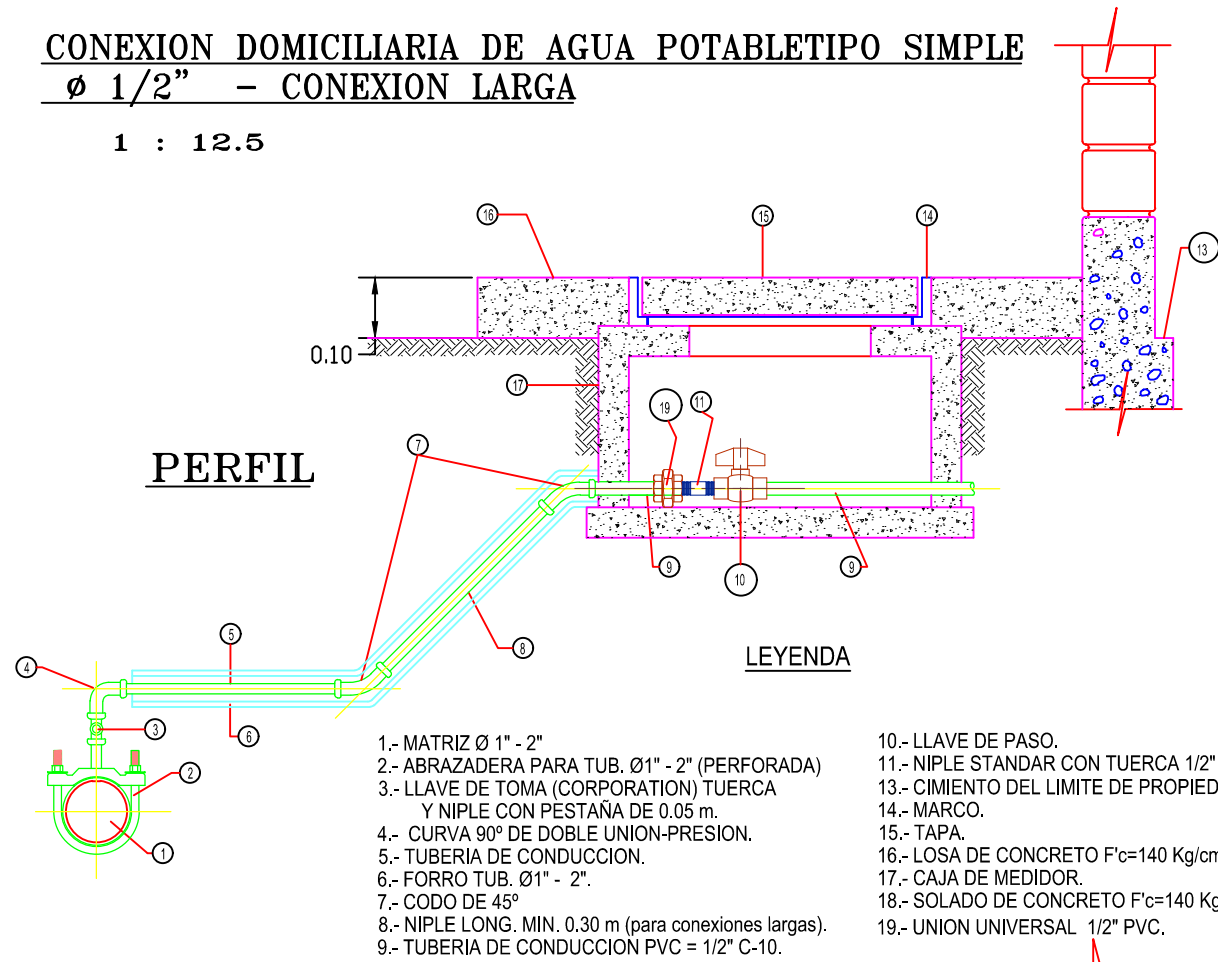 CONEXION DOMICILIARIA DE AGUA POTABLETIPO SIMPLE
Ø 1/2" - CONEXION LARGA
1 : 12.5
16
15
14
13
0.10
17
19
11
7
PERFIL
9
10
9
5
8
LEYENDA
4
3
6
2
1
1.- MATRIZ Ø 1" - 2"
2.- ABRAZADERA PARA TUB. Ø1" - 2" (PERFORADA)
3.- LLAVE DE TOMA (CORPORATION) TUERCA
Y NIPLE CON PESTAÑA DE 0.05 m.
4.- CURVA 90º DE DOBLE UNION-PRESION.
5.- TUBERIA DE CONDUCCION.
6.- FORRO TUB. Ø1" - 2".
7.- CODO DE 45º
8.- NIPLE LONG. MIN. 0.30 m (para conexiones largas).
9.- TUBERIA DE CONDUCCION PVC = 1/2" C-10.
10.- LLAVE DE PASO.
11.- NIPLE STANDAR CON TUERCA 1/2"
13.- CIMIENTO DEL LIMITE DE PROPIED
14.- MARCO.
15.- TAPA.
16.- LOSA DE CONCRETO F'c=140 Kg/cm
17.- CAJA DE MEDIDOR.
18.- SOLADO DE CONCRETO F'c=140 Kg
19.- UNION UNIVERSAL 1/2" PVC.